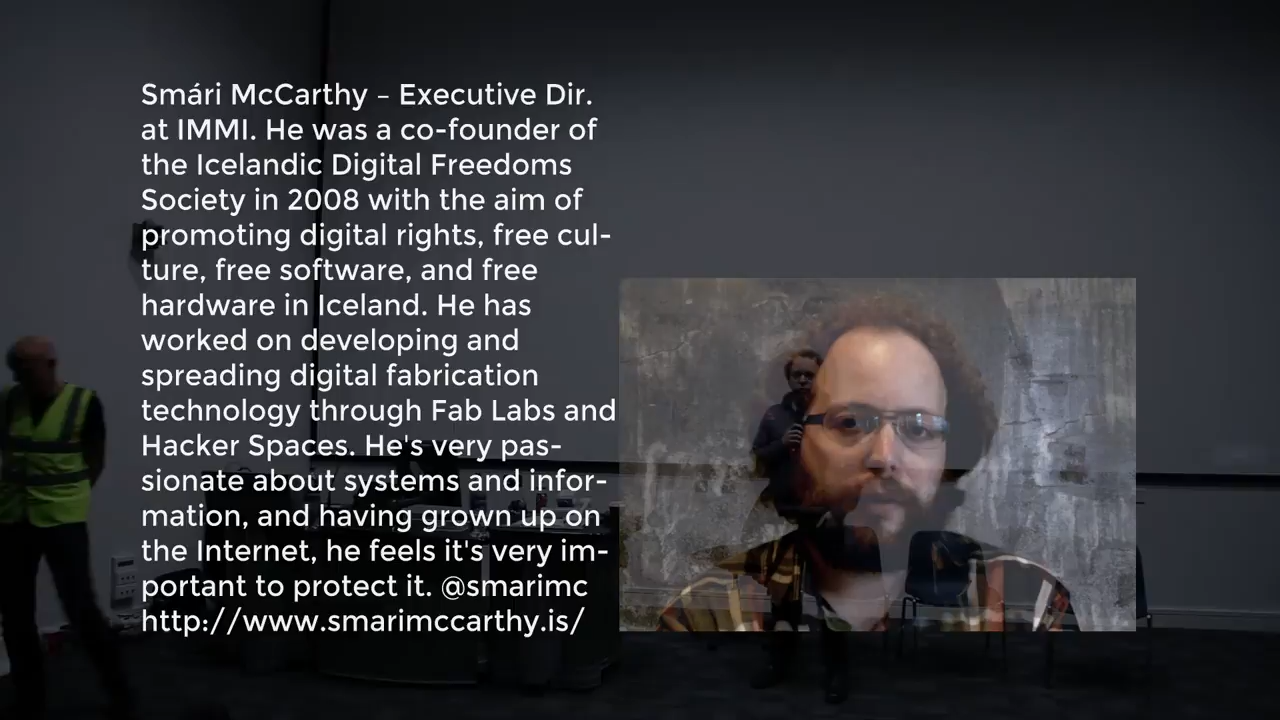 Smári McCarthy – Executive Dir.
at IMMI. He was a co-founder of
the Icelandic Digital Freedoms
Society in 2008 with the aim of
promoting digital rights, free cul-
ture, free software, and free
hardware in Iceland. He has
worked on developing and
spreading digital fabrication
technology through Fab Labs and
Hacker Spaces. He's very pas-
sionate about systems and infor-
mation, and having grown up on
the Internet, he feels it's very im-
portant to protect it. @smarimc
http://www.smarimccarthy.is/